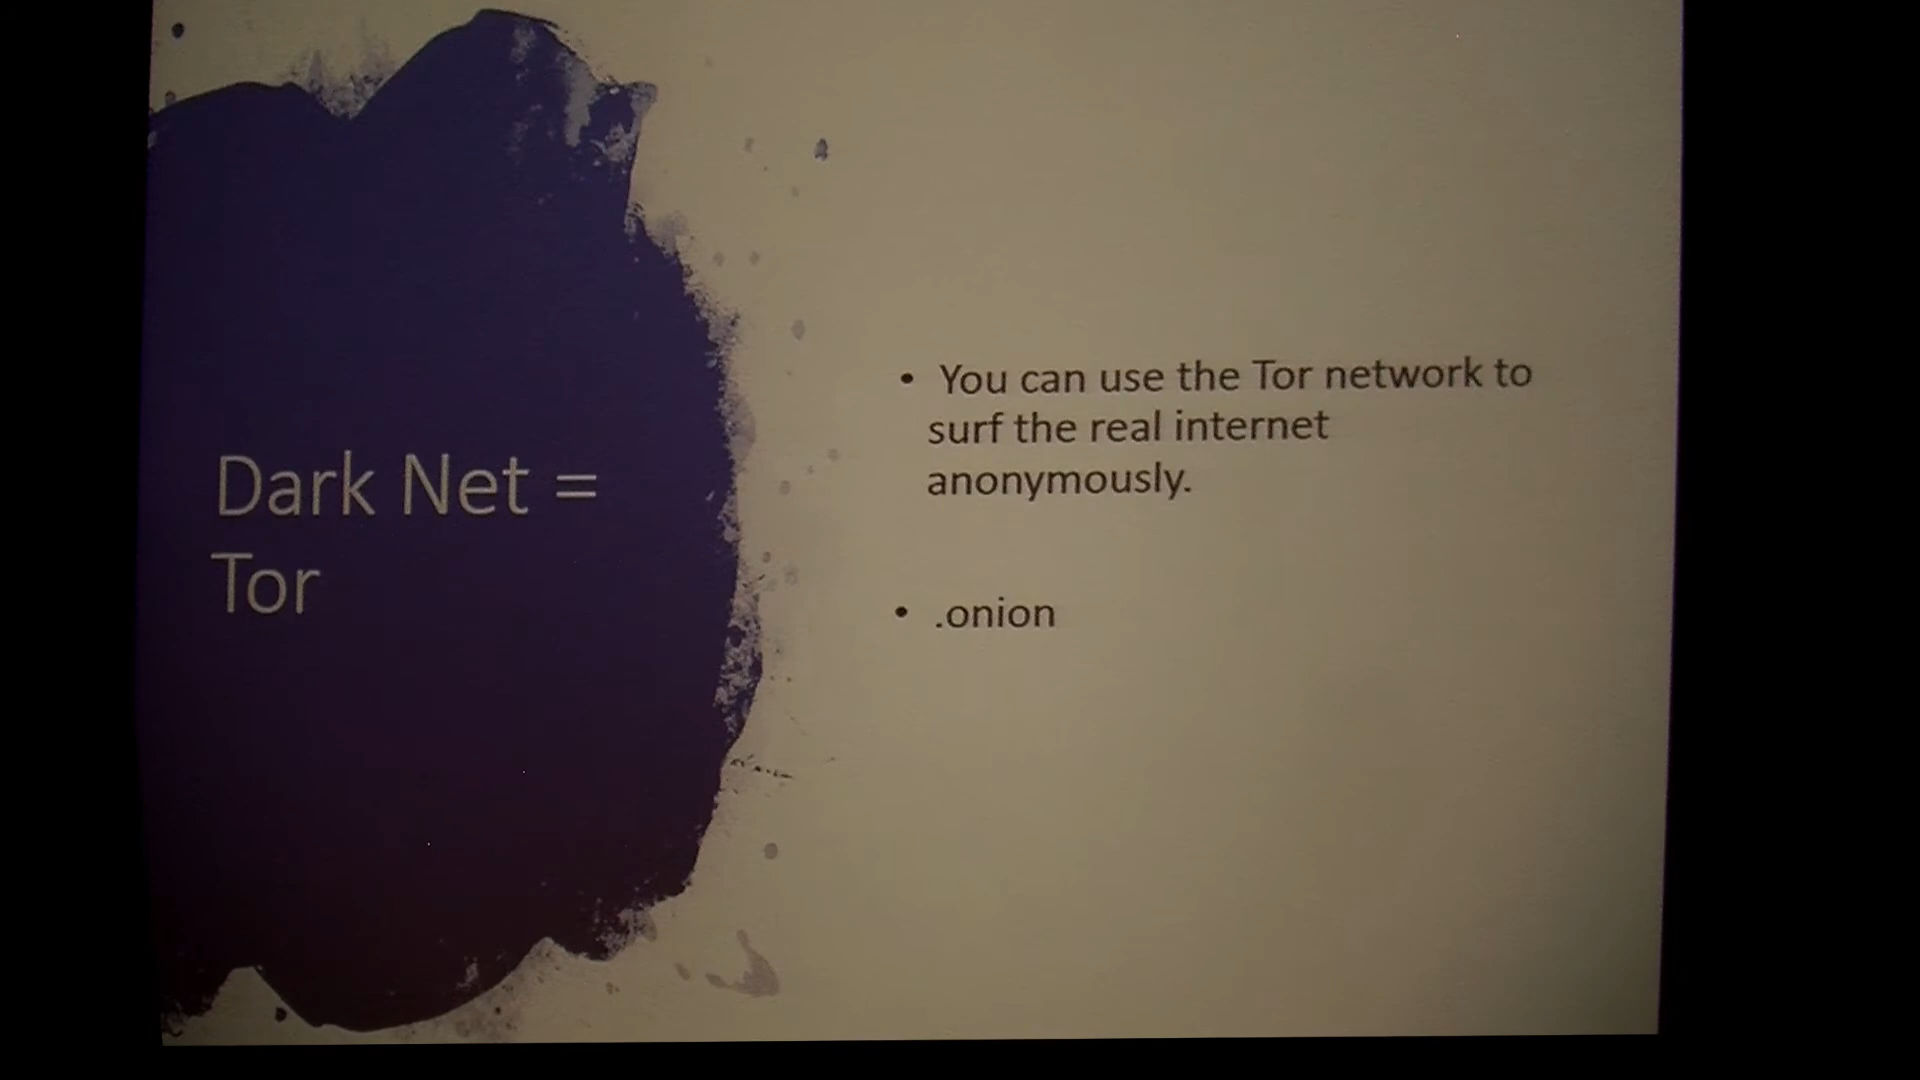 Dark Net =
Tor
• You can use the Tor network to
surf the real internet
anonymously.
• .onion